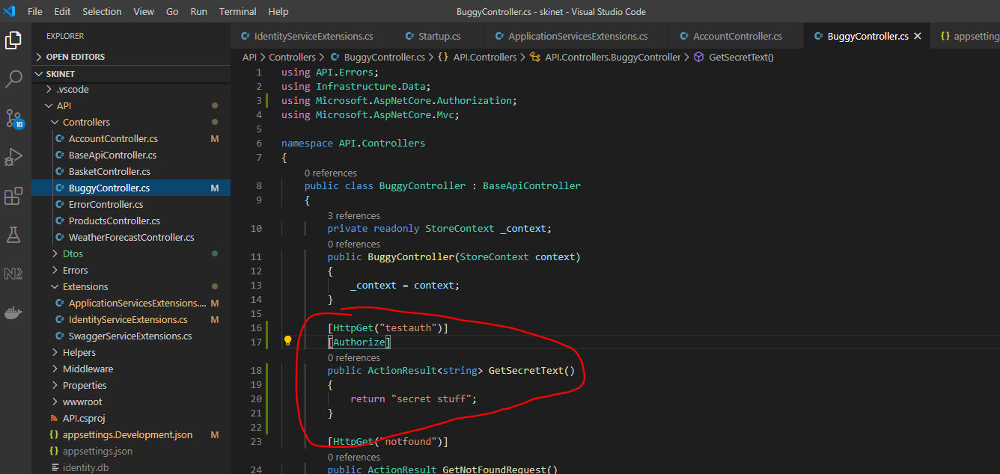 File Edit Selection View Go Run Terminal Help
BuggyController.cs - skinet - Visual Studio Code
EXPLORER
OPEN EDITORS
SKINET
.vscode
API
Controllers
AccountController.cs M
BaseApiController.cs
BasketController.cs
BuggyController.cs M
ErrorController.cs
ProductsController.cs
WeatherForecastController.cs
Dtos
Errors
Extensions
ApplicationServicesExtensions.... M
IdentityServiceExtensions.cs M
SwaggerServiceExtensions.cs
Helpers
Middleware
Properties
wwwroot
API.csproj
{} appsettings.Development.json M
{} appsettings.json
identity.db
10
C# IdentityServiceExtensions.cs C# Startup.cs C# ApplicationServicesExtensions.cs C# AccountController.cs C# BuggyController.cs {} appsetting
API > Controllers > C# BuggyController.cs > {} API.Controllers > API.Controllers.BuggyController > GetSecretText()
1 using API.Errors;
2 using Infrastructure.Data;
3 using Microsoft.AspNetCore.Authorization;
4 using Microsoft.AspNetCore.Mvc;
5
6 namespace API.Controllers
7 {
0 references
8 public class BuggyController : BaseApiController
9 {
3 references
10 private readonly StoreContext _context;
0 references
11 public BuggyController(StoreContext context)
12 {
13 _context = context;
14 }
15
16 [HttpGet("testauth")]
17 [Authorize]
0 references
18 public ActionResult<string> GetSecretText()
19 {
20 return "secret stuff";
21 }
22
23 [HttpGet("notfound")]
0 references
24 public ActionResult GetNotFoundRequest()